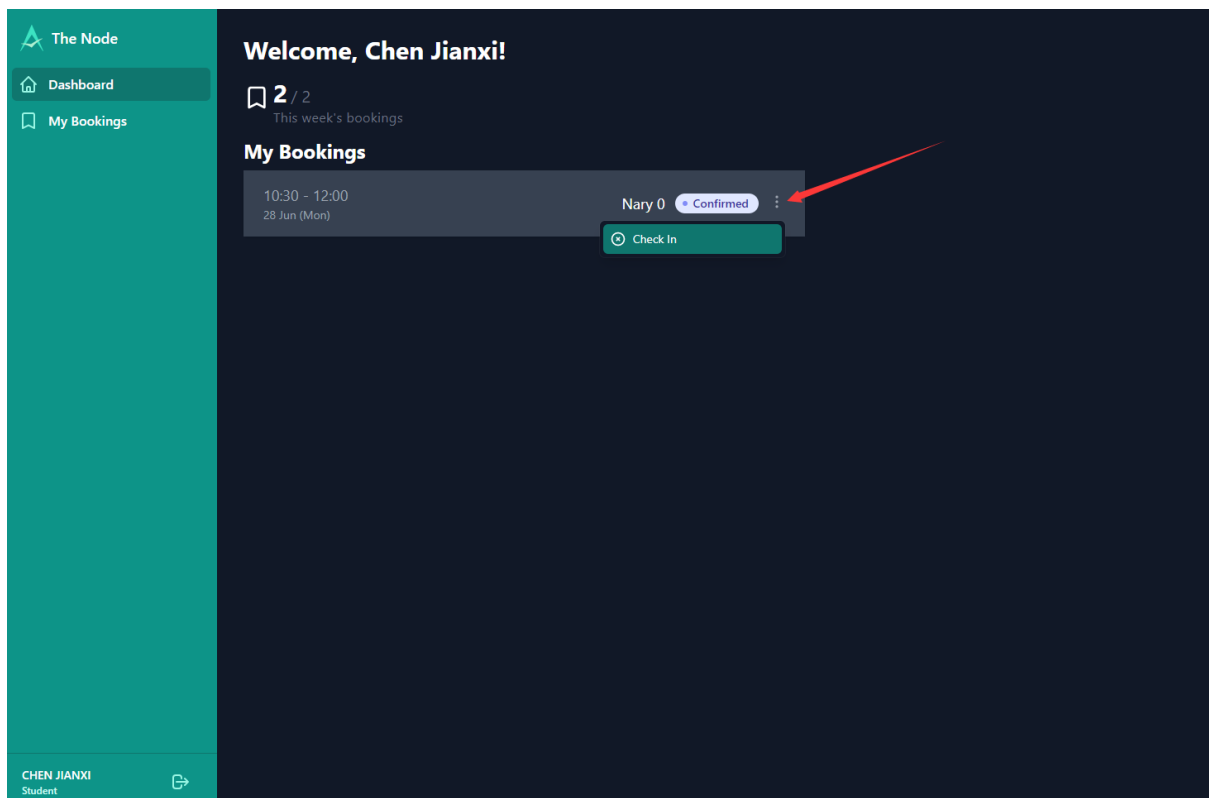 The Node
Dashboard
My Bookings
CHEN JIANXI
Student
Welcome, Chen Jianxi!
2 / 2
This week's bookings
My Bookings
10:30 - 12:00
28 Jun (Mon)
Nary 0
Confirmed
Check In